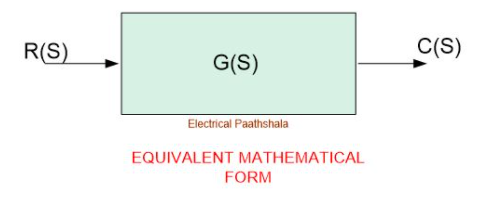 R(S)
G(S)
C(S)
Electrical Paathshala
EQUIVALENT MATHEMATICAL
FORM